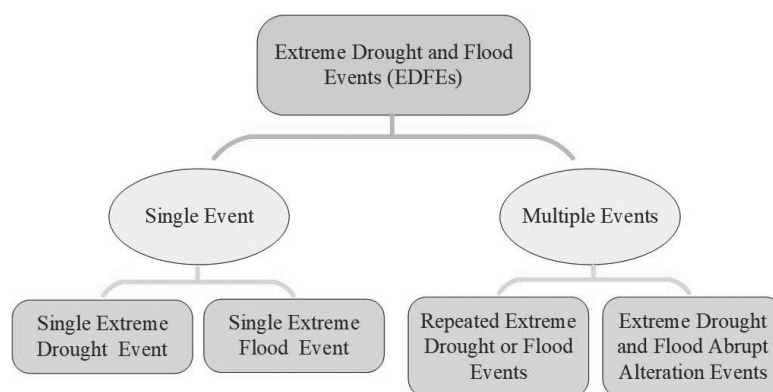 Extreme Drought and Flood
Events (EDFEs)
Single Event
Multiple Events
Single Extreme
Drought Event
Single Extreme
Flood Event
Repeated Extreme
Drought or Flood
Events
Extreme Drought
and Flood Abrupt
Alteration Events